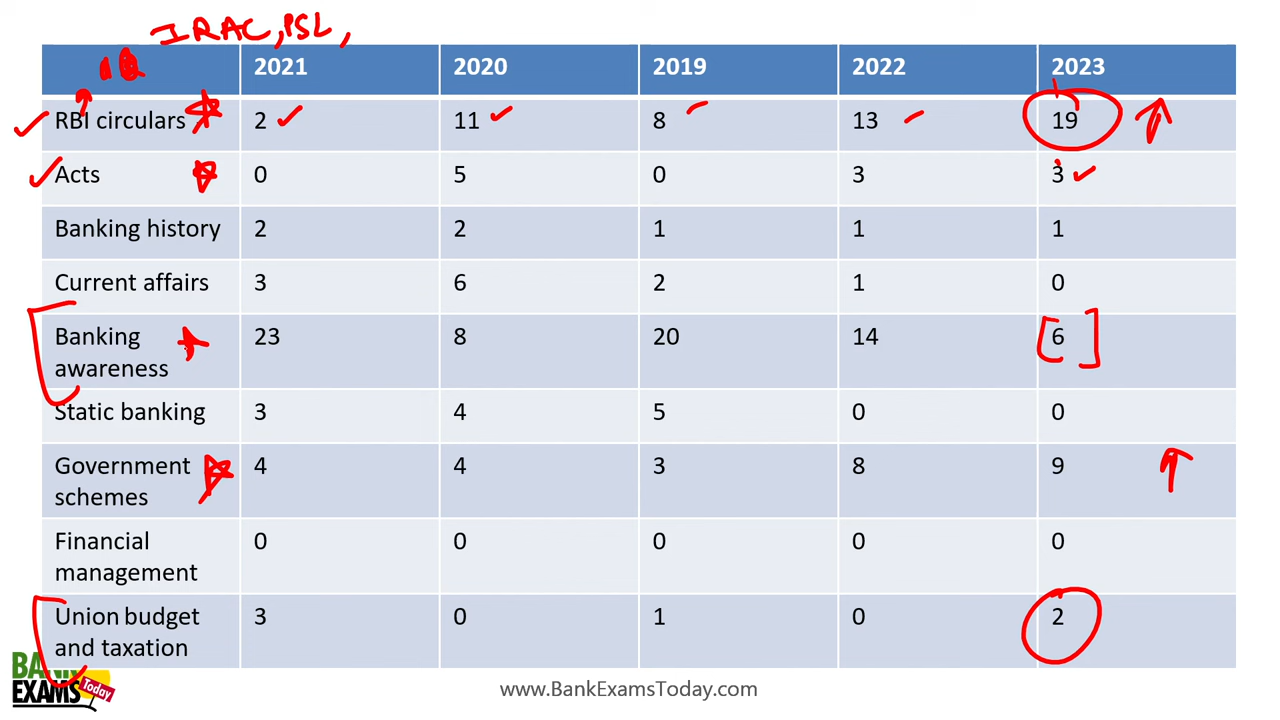 IRAC, PSL,
2021 2020 2019 2022 2023
RBI circulars 2 11 8 13 19
Acts 0 5 0 3 3
Banking history 2 2 1 1 1
Current affairs 3 6 2 1 0
Banking 23 8 20 14 6
awareness
Static banking 3 4 5 0 0
Government 4 4 3 8 9
schemes
Financial 0 0 0 0 0
management
Union budget 3 0 1 0 2
and taxation
BANK
EXAMS Today
www.BankExamsToday.com